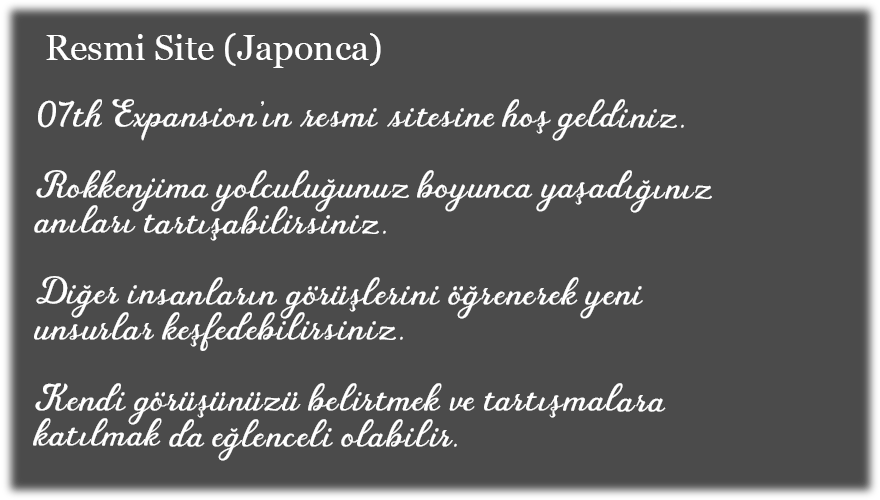 Resmi Site (Japonca)
07th Expansion'ın resmi sitesine hoş geldiniz.
Rokkenjima yolculuğunuz boyunca yaşadığınız
anıları tartışabilirsiniz.
Diğer insanların görüşlerini öğrenerek yeni
unsurlar keşfedebilirsiniz.
Kendi görüşünüzü belirtmek ve tartışmalara
katılmak da eğlenceli olabilir.